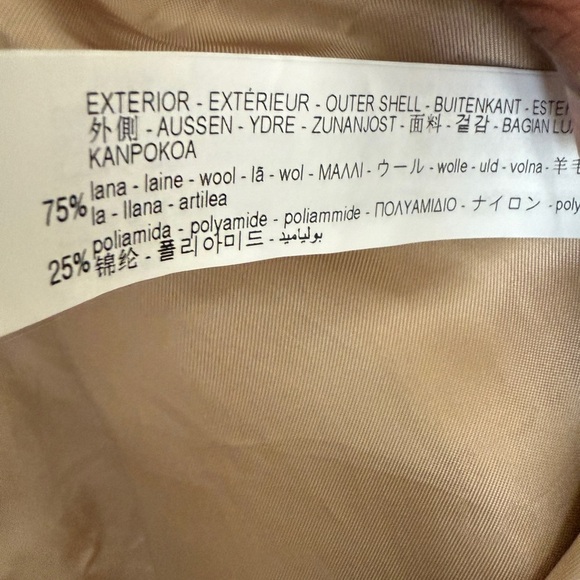 EXTERIOR - EXTÉRIEUR - OUTER SHELL - BUITENKANT -
外側 - AUSSEN - YDRE - ZUNANJOST - 面料 - 겉감 - BAGIAN
KANPOKOA
75% lana - laine - wool - lã - wol - ΜΑΛΛΙ - ウール - wolle - uld - volna - 羊毛
la - llana - artilea
25% poliamida - polyamide - poliammide - ΠΟΛΥΑΜΙΔΙΟ - ナイロン -
锦纶 - 폴리아미드 - بولياميد